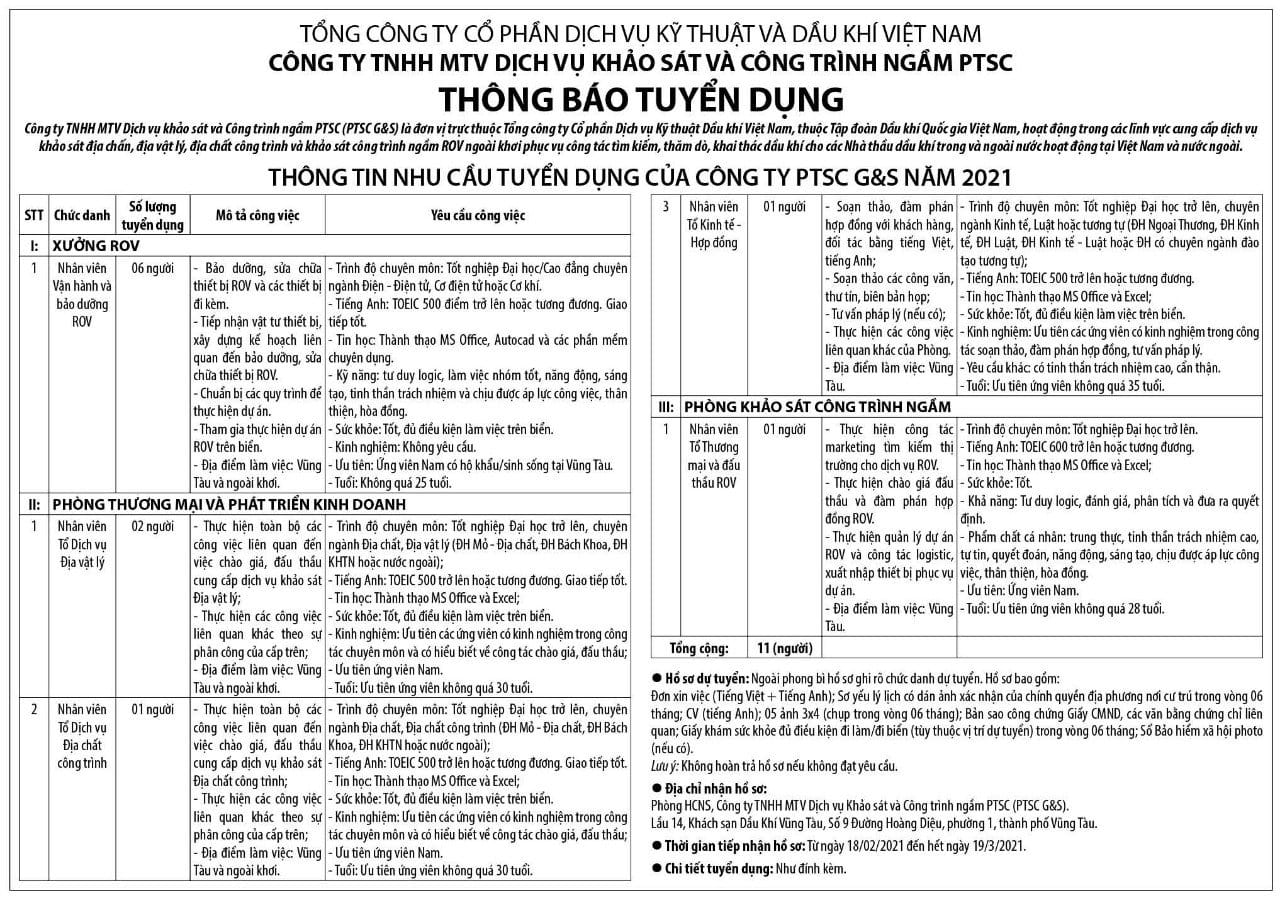 TỔNG CÔNG TY CỔ PHẦN DỊCH VỤ KỸ THUẬT VÀ DẦU KHÍ VIỆT NAM
CÔNG TY TNHH MTV DỊCH VỤ KHẢO SÁT VÀ CÔNG TRÌNH NGẦM PTSC
THÔNG BÁO TUYỂN DỤNG
Công ty TNHH MTV Dịch vụ khảo sát và Công trình ngầm PTSC (PTSC G&S) là đơn vị trực thuộc Tổng công ty Cổ phần Dịch vụ Kỹ thuật Dầu khí Việt Nam, thuộc Tập đoàn Dầu khí Quốc gia Việt Nam, hoạt động trong các lĩnh vực cung cấp dịch vụ
khảo sát địa chấn, địa vật lý, địa chất công trình và khảo sát công trình ngầm ROV ngoài khơi phục vụ công tác tìm kiếm, thăm dò, khai thác dầu khí cho các Nhà thầu dầu khí trong và ngoài nước hoạt động tại Việt Nam và nước ngoài.
THÔNG TIN NHU CẦU TUYỂN DỤNG CỦA CÔNG TY PTSC G&S NĂM 2021
STT
Chức danh
Số lượng
tuyển dụng
Mô tả công việc
Yêu cầu công việc
I: XƯỞNG ROV
1
Nhân viên
Vận hành và
bảo dưỡng
ROV
06 người
- Bảo dưỡng, sửa chữa
thiết bị ROV và các thiết bị
đi kèm.
- Tiếp nhận vật tư thiết bị,
xây dựng kế hoạch liên
quan đến bảo dưỡng, sửa
chữa thiết bị ROV.
- Chuẩn bị các quy trình để
thực hiện dự án.
- Tham gia thực hiện dự án
ROV trên biển.
- Địa điểm làm việc: Vũng
Tàu và ngoài khơi.
- Trình độ chuyên môn: Tốt nghiệp Đại học/Cao đẳng chuyên
ngành Điện - Điện tử, Cơ điện tử hoặc Cơ khí.
- Tiếng Anh: TOEIC 500 điểm trở lên hoặc tương đương. Giao
tiếp tốt.
- Tin học: Thành thạo MS Office, Autocad và các phần mềm
chuyên dụng.
- Kỹ năng: tư duy logic, làm việc nhóm tốt, năng động, sáng
tạo, tinh thần trách nhiệm và chịu được áp lực công việc, thân
thiện, hòa đồng.
- Sức khỏe: Tốt, đủ điều kiện làm việc trên biển.
- Kinh nghiệm: Không yêu cầu.
- Ưu tiên: Ứng viên Nam có hộ khẩu/sinh sống tại Vũng Tàu.
- Tuổi: Không quá 25 tuổi.
II: PHÒNG THƯƠNG MẠI VÀ PHÁT TRIỂN KINH DOANH
1
Nhân viên
Tổ Dịch vụ
Địa vật lý
02 người
- Thực hiện toàn bộ các
công việc liên quan đến
việc chào giá, đấu thầu
cung cấp dịch vụ khảo sát
Địa vật lý;
- Thực hiện các công việc
liên quan khác theo sự
phân công của cấp trên;
- Địa điểm làm việc: Vũng
Tàu và ngoài khơi.
- Trình độ chuyên môn: Tốt nghiệp Đại học trở lên, chuyên
ngành Địa chất, Địa vật lý (ĐH Mỏ - Địa chất, ĐH Bách Khoa, ĐH
KHTN hoặc nước ngoài);
- Tiếng Anh: TOEIC 500 trở lên hoặc tương đương. Giao tiếp tốt.
- Tin học: Thành thạo MS Office và Excel;
- Sức khỏe: Tốt, đủ điều kiện làm việc trên biển.
- Kinh nghiệm: Ưu tiên các ứng viên có kinh nghiệm trong công
tác chuyên môn và có hiểu biết về công tác chào giá, đấu thầu;
- Ưu tiên ứng viên Nam.
- Tuổi: Ưu tiên ứng viên không quá 30 tuổi.
2
Nhân viên
Tổ Dịch vụ
Địa chất
công trình
01 người
- Thực hiện toàn bộ các
công việc liên quan đến
việc chào giá, đấu thầu
cung cấp dịch vụ khảo sát
Địa chất công trình;
- Thực hiện các công việc
liên quan khác theo sự
phân công của cấp trên;
- Địa điểm làm việc: Vũng
Tàu và ngoài khơi.
- Trình độ chuyên môn: Tốt nghiệp Đại học trở lên, chuyên
ngành Địa chất, Địa chất công trình (ĐH Mỏ - Địa chất, ĐH Bách
Khoa, ĐH KHTN hoặc nước ngoài);
- Tiếng Anh: TOEIC 500 trở lên hoặc tương đương. Giao tiếp tốt.
- Tin học: Thành thạo MS Office và Excel;
- Sức khỏe: Tốt, đủ điều kiện làm việc trên biển.
- Kinh nghiệm: Ưu tiên các ứng viên có kinh nghiệm trong công
tác chuyên môn và có hiểu biết về công tác chào giá, đấu thầu;
- Ưu tiên ứng viên Nam.
- Tuổi: Ưu tiên ứng viên không quá 30 tuổi.
3
Nhân viên
Tổ Kinh tế -
Hợp đồng
01 người
- Soạn thảo, đàm phán
hợp đồng với khách hàng,
đối tác bằng tiếng Việt,
tiếng Anh;
- Soạn thảo các công văn,
thư tín, biên bản họp;
- Tư vấn pháp lý (nếu có);
- Thực hiện các công việc
liên quan khác của Phòng.
- Địa điểm làm việc: Vũng
Tàu.
- Trình độ chuyên môn: Tốt nghiệp Đại học trở lên, chuyên
ngành Kinh tế, Luật hoặc tương tự (ĐH Ngoại Thương, ĐH Kinh
tế, ĐH Luật, ĐH Kinh tế - Luật hoặc ĐH có chuyên ngành đào
tạo tương tự);
- Tiếng Anh: TOEIC 500 trở lên hoặc tương đương.
- Tin học: Thành thạo MS Office và Excel;
- Sức khỏe: Tốt, đủ điều kiện làm việc trên biển.
- Kinh nghiệm: Ưu tiên các ứng viên có kinh nghiệm trong công
tác soạn thảo, đàm phán hợp đồng, tư vấn pháp lý.
- Yêu cầu khác: có tinh thần trách nhiệm cao, cẩn thận.
- Tuổi: Ưu tiên ứng viên không quá 35 tuổi.
III: PHÒNG KHẢO SÁT CÔNG TRÌNH NGẦM
1
Nhân viên
Tổ Thương
mại và đấu
thầu ROV
01 người
- Thực hiện công tác
marketing tìm kiếm thị
trường cho dịch vụ ROV.
- Thực hiện chào giá đấu
thầu và đàm phán hợp
đồng ROV.
- Thực hiện quản lý dự án
ROV và công tác logistic,
xuất nhập thiết bị phục vụ
dự án.
- Địa điểm làm việc: Vũng
Tàu.
- Trình độ chuyên môn: Tốt nghiệp Đại học trở lên.
- Tiếng Anh: TOEIC 600 trở lên hoặc tương đương.
- Tin học: Thành thạo MS Office và Excel;
- Sức khỏe: Tốt.
- Khả năng: Tư duy logic, đánh giá, phân tích và đưa ra quyết
định.
- Phẩm chất cá nhân: trung thực, tinh thần trách nhiệm cao,
tự tin, quyết đoán, năng động, sáng tạo, chịu được áp lực công
việc, thân thiện, hòa đồng.
- Ưu tiên: Ứng viên Nam.
- Tuổi: Ưu tiên ứng viên không quá 28 tuổi.
Tổng cộng: 11 (người)
● Hồ sơ dự tuyển: Ngoài phong bì hồ sơ ghi rõ chức danh dự tuyển. Hồ sơ bao gồm:
Đơn xin việc (Tiếng Việt + Tiếng Anh); Sơ yếu lý lịch có dán ảnh xác nhận của chính quyền địa phương nơi cư trú trong vòng 06
tháng; CV (tiếng Anh); 05 ảnh 3x4 (chụp trong vòng 06 tháng); Bản sao công chứng Giấy CMND, các văn bằng chứng chỉ liên
quan; Giấy khám sức khỏe đủ điều kiện đi làm/đi biển (tùy thuộc vị trí dự tuyển) trong vòng 06 tháng; Sổ Bảo hiểm xã hội photo
(nếu có).
Lưu ý: Không hoàn trả hồ sơ nếu không đạt yêu cầu.
● Địa chỉ nhận hồ sơ:
Phòng HCNS, Công ty TNHH MTV Dịch vụ Khảo sát và Công trình ngầm PTSC (PTSC G&S).
Lầu 14, Khách sạn Dầu Khí Vũng Tàu, Số 9 Đường Hoàng Diệu, phường 1, thành phố Vũng Tàu.
● Thời gian tiếp nhận hồ sơ: Từ ngày 18/02/2021 đến hết ngày 19/3/2021.
● Chi tiết tuyển dụng: Như đính kèm.